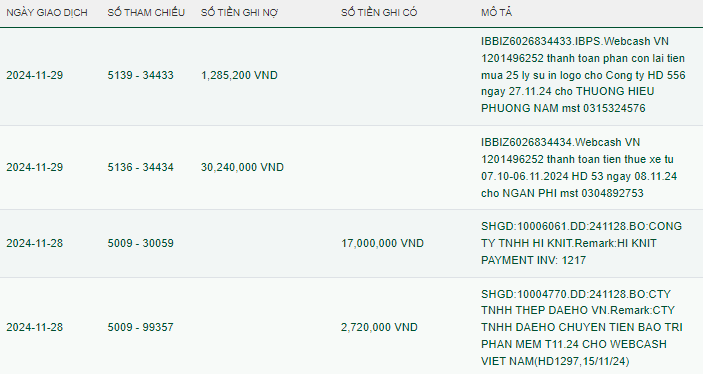 NGÀY GIAO DỊCH SỐ THAM CHIẾU SỐ TIỀN GHI NỢ SỐ TIỀN GHI CÓ MÔ TẢ
2024-11-29 5139 - 34433 1,285,200 VND
IBBIZ6026834433.IBPS.Webcash VN
1201496252 thanh toan phan con lai tien
mua 25 ly su in logo cho Cong ty HD 556
ngay 27.11.24 cho THUONG HIEU
PHUONG NAM mst 0315324576
2024-11-29 5136 - 34434 30,240,000 VND
IBBIZ6026834434.Webcash VN
1201496252 thanh toan tien thue xe tu
07.10-06.11.2024 HD 53 ngay 08.11.24
cho NGAN PHI mst 0304892753
2024-11-28 5009 - 30059 17,000,000 VND
SHGD:10006061.DD:241128.BO:CONG
TY TNHH HI KNIT.Remark:HI KNIT
PAYMENT INV: 1217
2024-11-28 5009 - 99357 2,720,000 VND
SHGD:10004770.DD:241128.BO:CTY
TNHH THEP DAEHO VN.Remark:CTY
TNHH DAEHO CHUYEN TIEN BAO TRI
PHAN MEM T11.24 CHO WEBCASH
VIET NAM(HD1297,15/11/24)